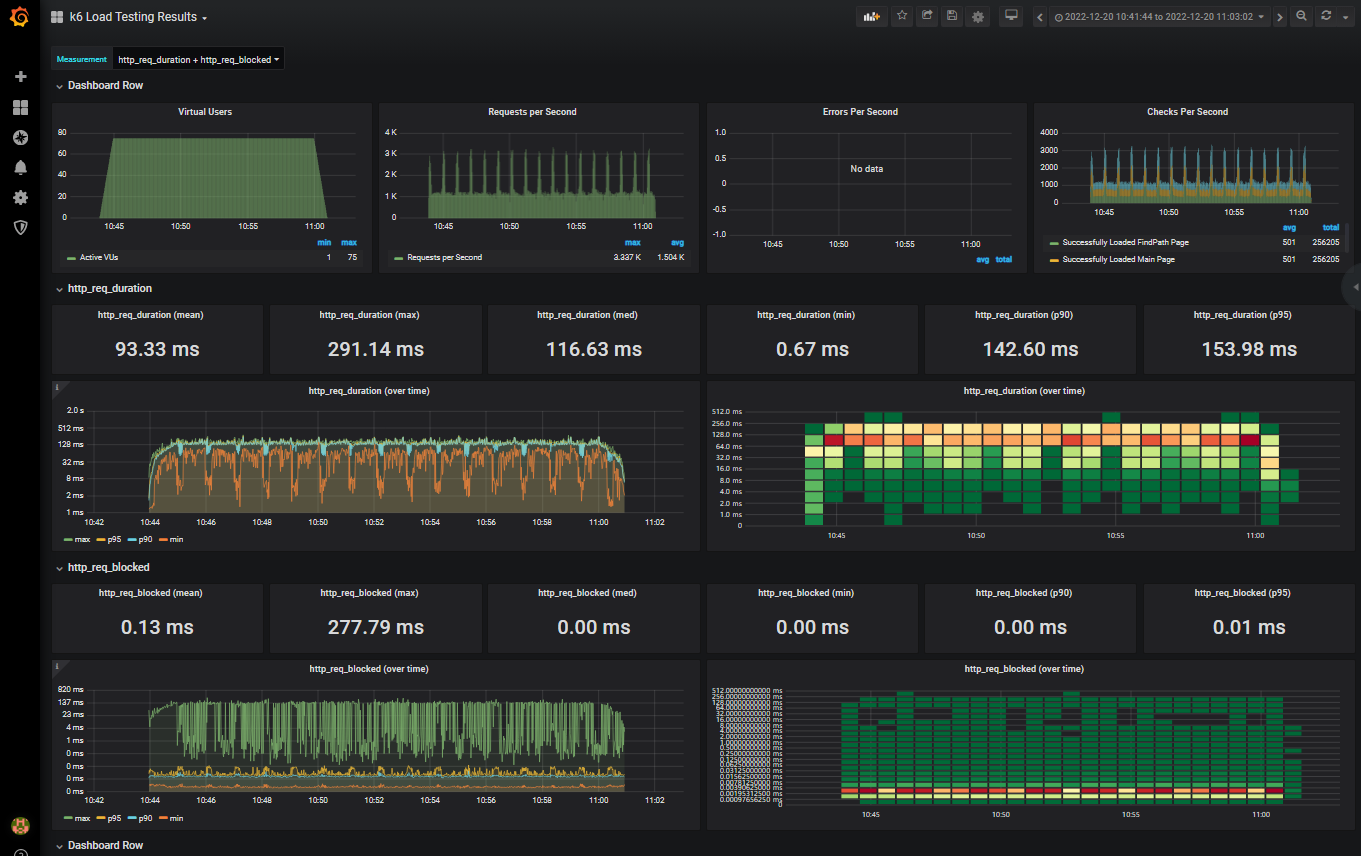 k6 Load Testing Results
2022-12-20 10:41:44 to 2022-12-20 11:03:02
Measurement http_req_duration + http_req_blocked
Dashboard Row
Virtual Users
80
60
40
20
0
10:45 10:50 10:55 11:00
min max
Active VUs 1 75
Requests per Second
4 K
3 K
2 K
1 K
0
10:45 10:50 10:55 11:00
max avg
Requests per Second 3.337 K 1.504 K
Errors Per Second
1.0
0.5
0
-0.5
-1.0
No data
10:45 10:50 10:55 11:00
avg total
Checks Per Second
4000
3000
2000
1000
0
10:45 10:50 10:55 11:00
avg total
Successfully Loaded FindPath Page 501 256205
Successfully Loaded Main Page 501 256205
http_req_duration
http_req_duration (mean)
93.33 ms
http_req_duration (max)
291.14 ms
http_req_duration (med)
116.63 ms
http_req_duration (min)
0.67 ms
http_req_duration (p90)
142.60 ms
http_req_duration (p95)
153.98 ms
i
http_req_duration (over time)
2.0 s
512 ms
128 ms
32 ms
8 ms
2 ms
1 ms
10:42 10:44 10:46 10:48 10:50 10:52 10:54 10:56 10:58 11:00 11:02
max p95 p90 min
http_req_duration (over time)
512.0 ms
256.0 ms
128.0 ms
64.0 ms
32.0 ms
16.0 ms
8.0 ms
4.0 ms
2.0 ms
1.0 ms
0
10:45 10:50 10:55 11:00
http_req_blocked
http_req_blocked (mean)
0.13 ms
http_req_blocked (max)
277.79 ms
http_req_blocked (med)
0.00 ms
http_req_blocked (min)
0.00 ms
http_req_blocked (p90)
0.00 ms
http_req_blocked (p95)
0.01 ms
i
http_req_blocked (over time)
820 ms
137 ms
23 ms
4 ms
1 ms
0 ms
0 ms
0 ms
0 ms
10:42 10:44 10:46 10:48 10:50 10:52 10:54 10:56 10:58 11:00 11:02
max p95 p90 min
http_req_blocked (over time)
512.00000000000 ms
256.00000000000 ms
128.00000000000 ms
10:45 10:50 10:55 11:00
Dashboard Row